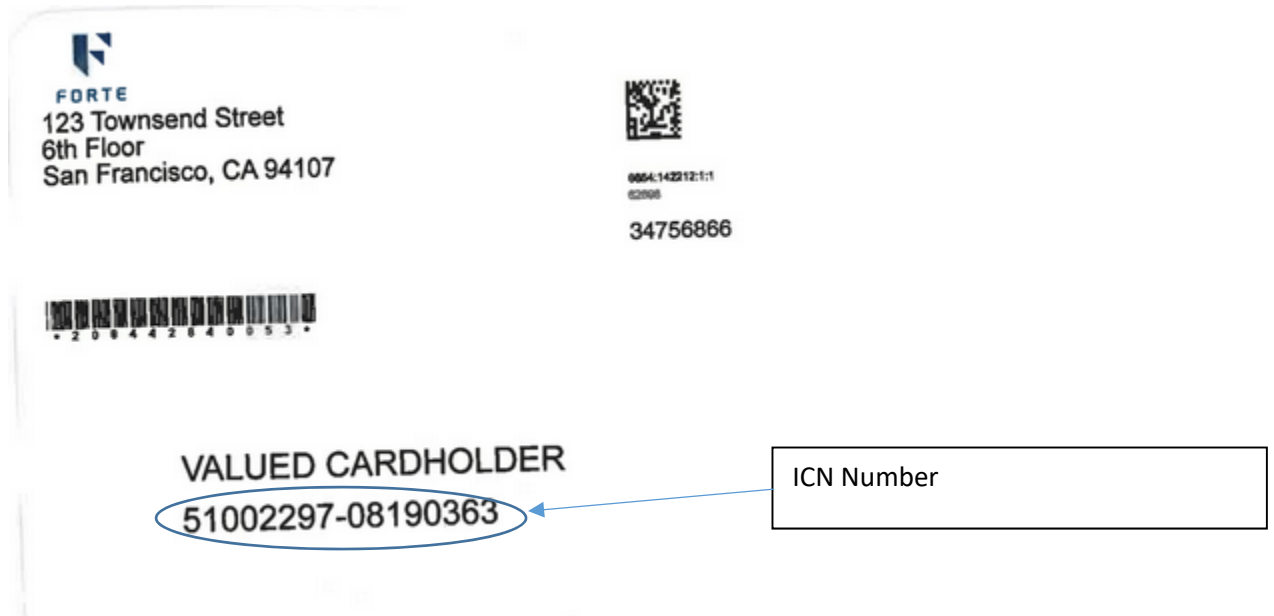 FORTE
123 Townsend Street
6th Floor
San Francisco, CA 94107
34756866
VALUED CARDHOLDER
51002297-08190363
ICN Number